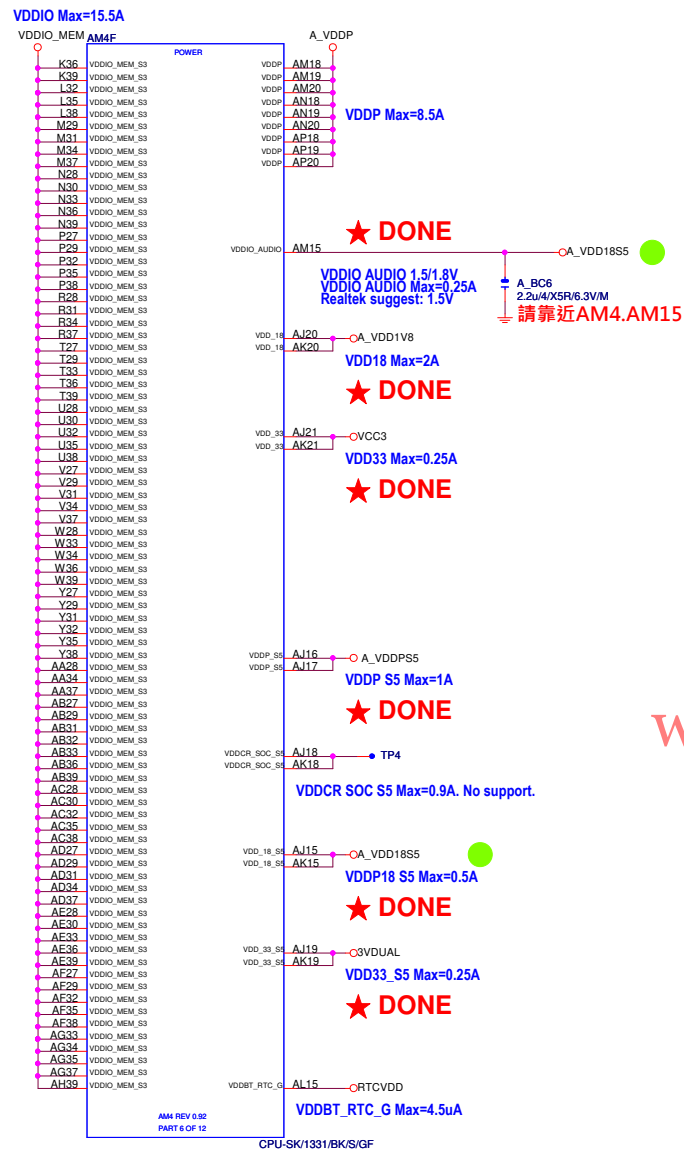 VDDIO Max=15.5A
VDDIO_MEM AM4F A_VDDP
POWER
K36 VDDIO_MEM_S3 VDDP AM18
K39 VDDIO_MEM_S3 VDDP AM19
L32 VDDIO_MEM_S3 VDDP AM20
L35 VDDIO_MEM_S3 VDDP AN18
L38 VDDIO_MEM_S3 VDDP AN19 VDDP Max=8.5A
M29 VDDIO_MEM_S3 VDDP AN20
M31 VDDIO_MEM_S3 VDDP AP18
M34 VDDIO_MEM_S3 VDDP AP19
M37 VDDIO_MEM_S3 VDDP AP20
N28 VDDIO_MEM_S3
N30 VDDIO_MEM_S3
N33 VDDIO_MEM_S3
N36 VDDIO_MEM_S3
N39 VDDIO_MEM_S3 ★ DONE
P27 VDDIO_MEM_S3
P29 VDDIO_MEM_S3 VDDIO_AUDIO AM15 A_VDD18S5
P32 VDDIO_MEM_S3
P35 VDDIO_MEM_S3 VDDIO AUDIO 1.5/1.8V
P38 VDDIO_MEM_S3 VDDIO AUDIO Max=0.25A A_BC6
R28 VDDIO_MEM_S3 Realtek suggest: 1.5V 2.2u/4/X5R/6.3V/M
R31 VDDIO_MEM_S3 請靠近AM4.AM15
R34 VDDIO_MEM_S3
R37 VDDIO_MEM_S3 VDD_18 AJ20 A_VDD1V8
T27 VDDIO_MEM_S3 VDD_18 AK20
T29 VDDIO_MEM_S3 VDD18 Max=2A
T33 VDDIO_MEM_S3
T36 VDDIO_MEM_S3 ★ DONE
T39 VDDIO_MEM_S3
U28 VDDIO_MEM_S3
U30 VDDIO_MEM_S3
U32 VDDIO_MEM_S3 VDD_33 AJ21 VCC3
U35 VDDIO_MEM_S3 VDD_33 AK21
U38 VDDIO_MEM_S3 VDD33 Max=0.25A
V27 VDDIO_MEM_S3
V29 VDDIO_MEM_S3 ★ DONE
V31 VDDIO_MEM_S3
V34 VDDIO_MEM_S3
V37 VDDIO_MEM_S3
W28 VDDIO_MEM_S3
W33 VDDIO_MEM_S3
W34 VDDIO_MEM_S3
W36 VDDIO_MEM_S3
W39 VDDIO_MEM_S3
Y27 VDDIO_MEM_S3
Y29 VDDIO_MEM_S3
Y31 VDDIO_MEM_S3
Y32 VDDIO_MEM_S3
Y35 VDDIO_MEM_S3
Y38 VDDIO_MEM_S3 VDDP_S5 AJ16 A_VDDPS5
AA28 VDDIO_MEM_S3 VDDP_S5 AJ17
AA34 VDDIO_MEM_S3 VDDP S5 Max=1A
AA37 VDDIO_MEM_S3
AB27 VDDIO_MEM_S3 ★ DONE
AB29 VDDIO_MEM_S3
AB31 VDDIO_MEM_S3 W
AB32 VDDIO_MEM_S3
AB33 VDDIO_MEM_S3 VDDCR_SOC_S5 AJ18 TP4
AB36 VDDIO_MEM_S3 VDDCR_SOC_S5 AK18
AB39 VDDIO_MEM_S3
AC28 VDDIO_MEM_S3 VDDCR SOC S5 Max=0.9A. No support.
AC30 VDDIO_MEM_S3
AC32 VDDIO_MEM_S3
AC35 VDDIO_MEM_S3
AC38 VDDIO_MEM_S3
AD27 VDDIO_MEM_S3 VDD_18_S5 AJ15 A_VDD18S5
AD29 VDDIO_MEM_S3 VDD_18_S5 AK15
AD31 VDDIO_MEM_S3 VDDP18 S5 Max=0.5A
AD34 VDDIO_MEM_S3
AD37 VDDIO_MEM_S3 ★ DONE
AE28 VDDIO_MEM_S3
AE30 VDDIO_MEM_S3
AE33 VDDIO_MEM_S3
AE36 VDDIO_MEM_S3 VDD_33_S5 AJ19 3VDUAL
AE39 VDDIO_MEM_S3 VDD_33_S5 AK19
AF27 VDDIO_MEM_S3 VDD33_S5 Max=0.25A
AF29 VDDIO_MEM_S3
AF32 VDDIO_MEM_S3 ★ DONE
AF35 VDDIO_MEM_S3
AF38 VDDIO_MEM_S3
AG33 VDDIO_MEM_S3
AG34 VDDIO_MEM_S3
AG35 VDDIO_MEM_S3
AG37 VDDIO_MEM_S3
AH39 VDDIO_MEM_S3 VDDBT_RTC_G AL15 RTCVDD
VDDBT_RTC_G Max=4.5uA
AM4 REV 0.92
PART 6 OF 12
CPU-SK/1331/BK/S/GF